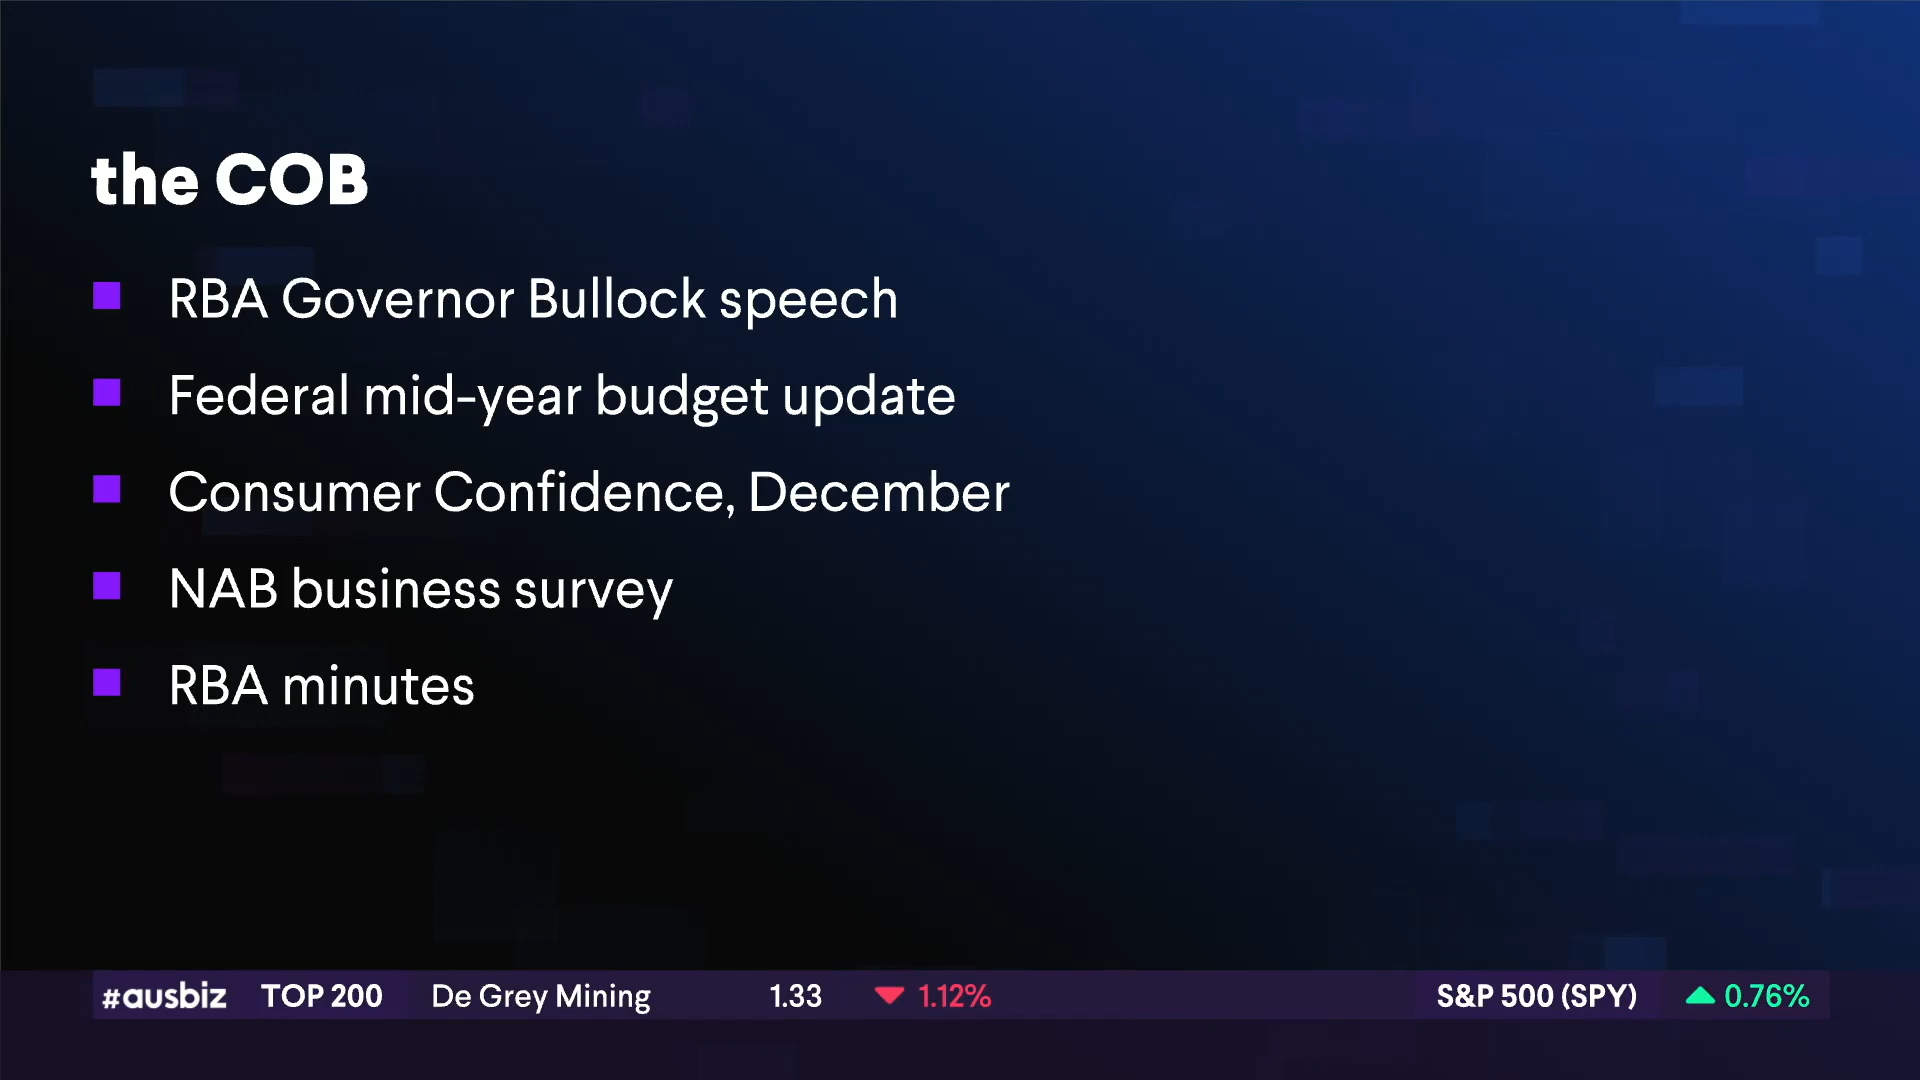 the COB
RBA Governor Bullock speech
Federal mid-year budget update
Consumer Confidence, December
NAB business survey
RBA minutes
#ausbiz TOP 200 De Grey Mining 1.33 1.12% S&P 500 (SPY) 0.76%